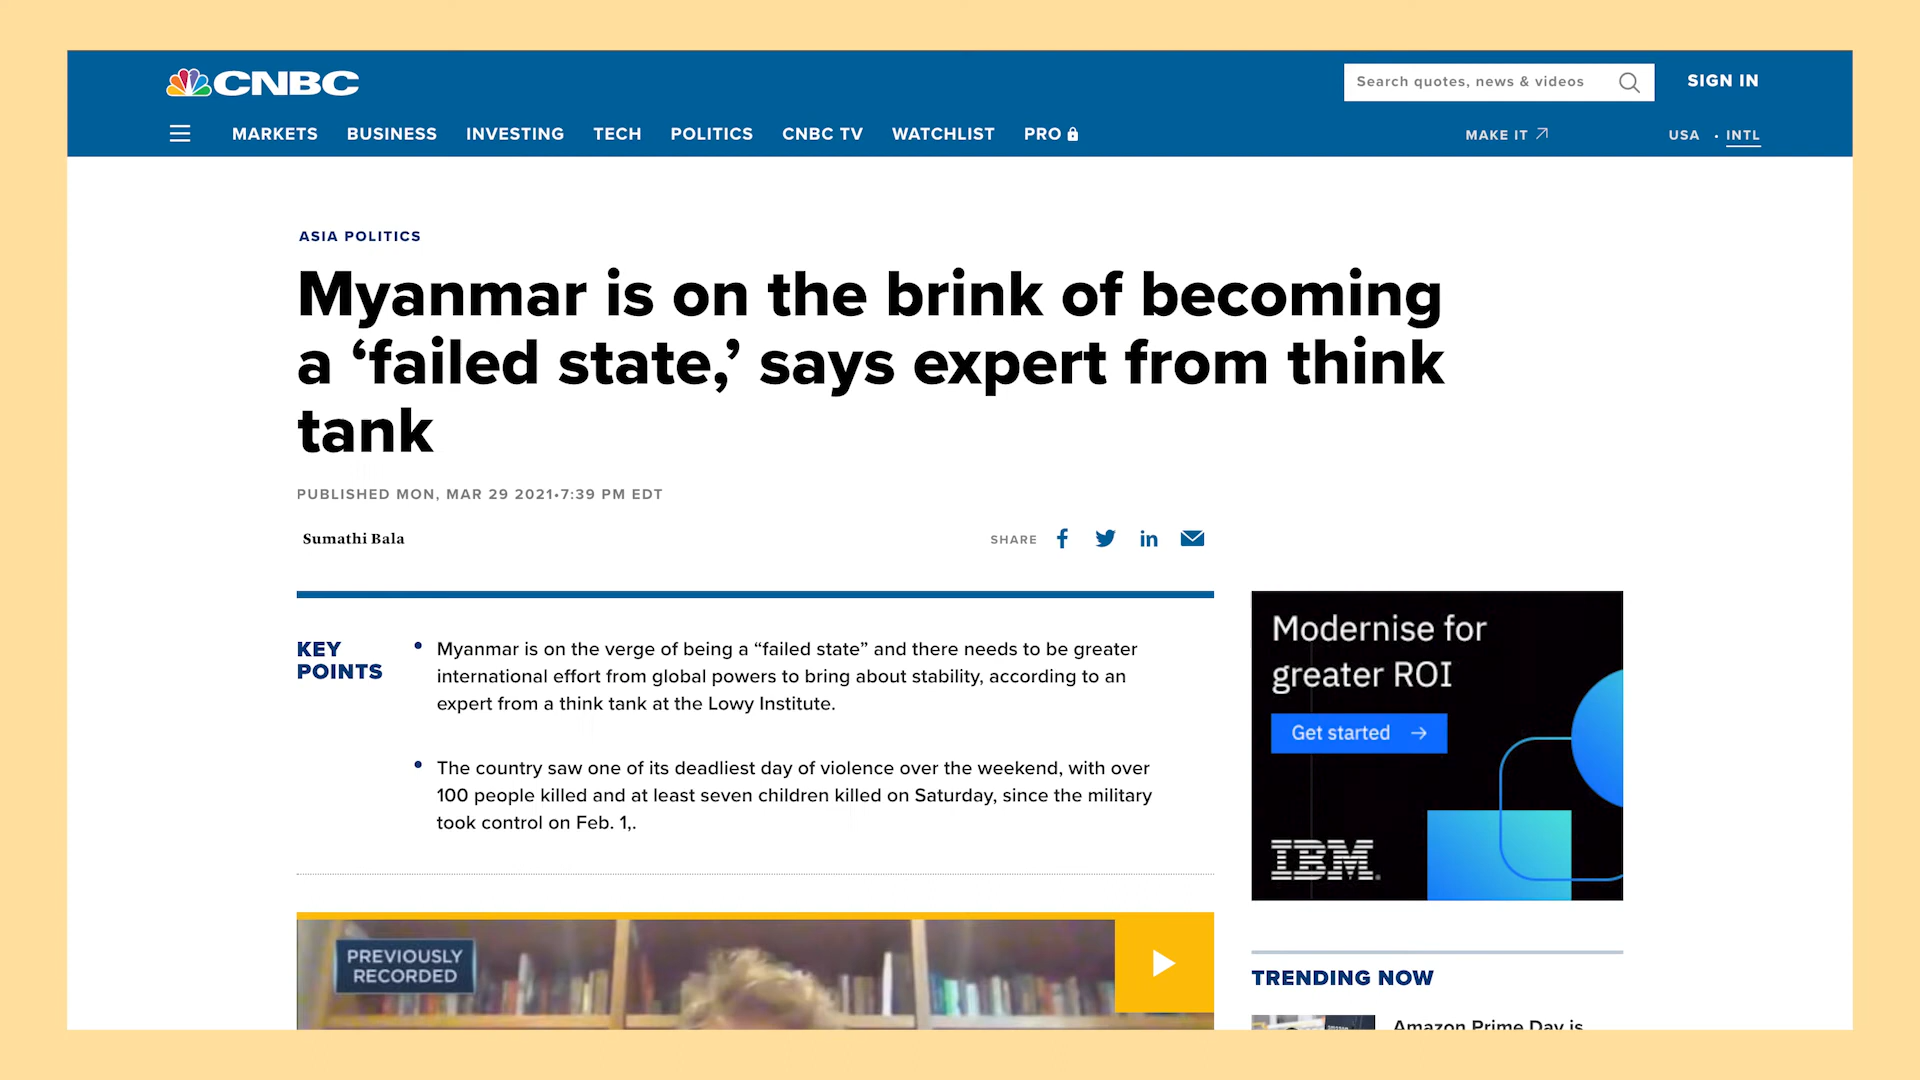 CNBC
Search quotes, news & videos
SIGN IN
MARKETS BUSINESS INVESTING TECH POLITICS CNBC TV WATCHLIST PRO
MAKE IT
USA · INTL
ASIA POLITICS
Myanmar is on the brink of becoming
a ‘failed state,’ says expert from think
tank
PUBLISHED MON, MAR 29 2021•7:39 PM EDT
Sumathi Bala
SHARE
KEY
POINTS
• Myanmar is on the verge of being a “failed state” and there needs to be greater
international effort from global powers to bring about stability, according to an
expert from a think tank at the Lowy Institute.
• The country saw one of its deadliest day of violence over the weekend, with over
100 people killed and at least seven children killed on Saturday, since the military
took control on Feb. 1,.
Modernise for
greater ROI
Get started
IBM
PREVIOUSLY
RECORDED
TRENDING NOW
Amazon Prime Day is